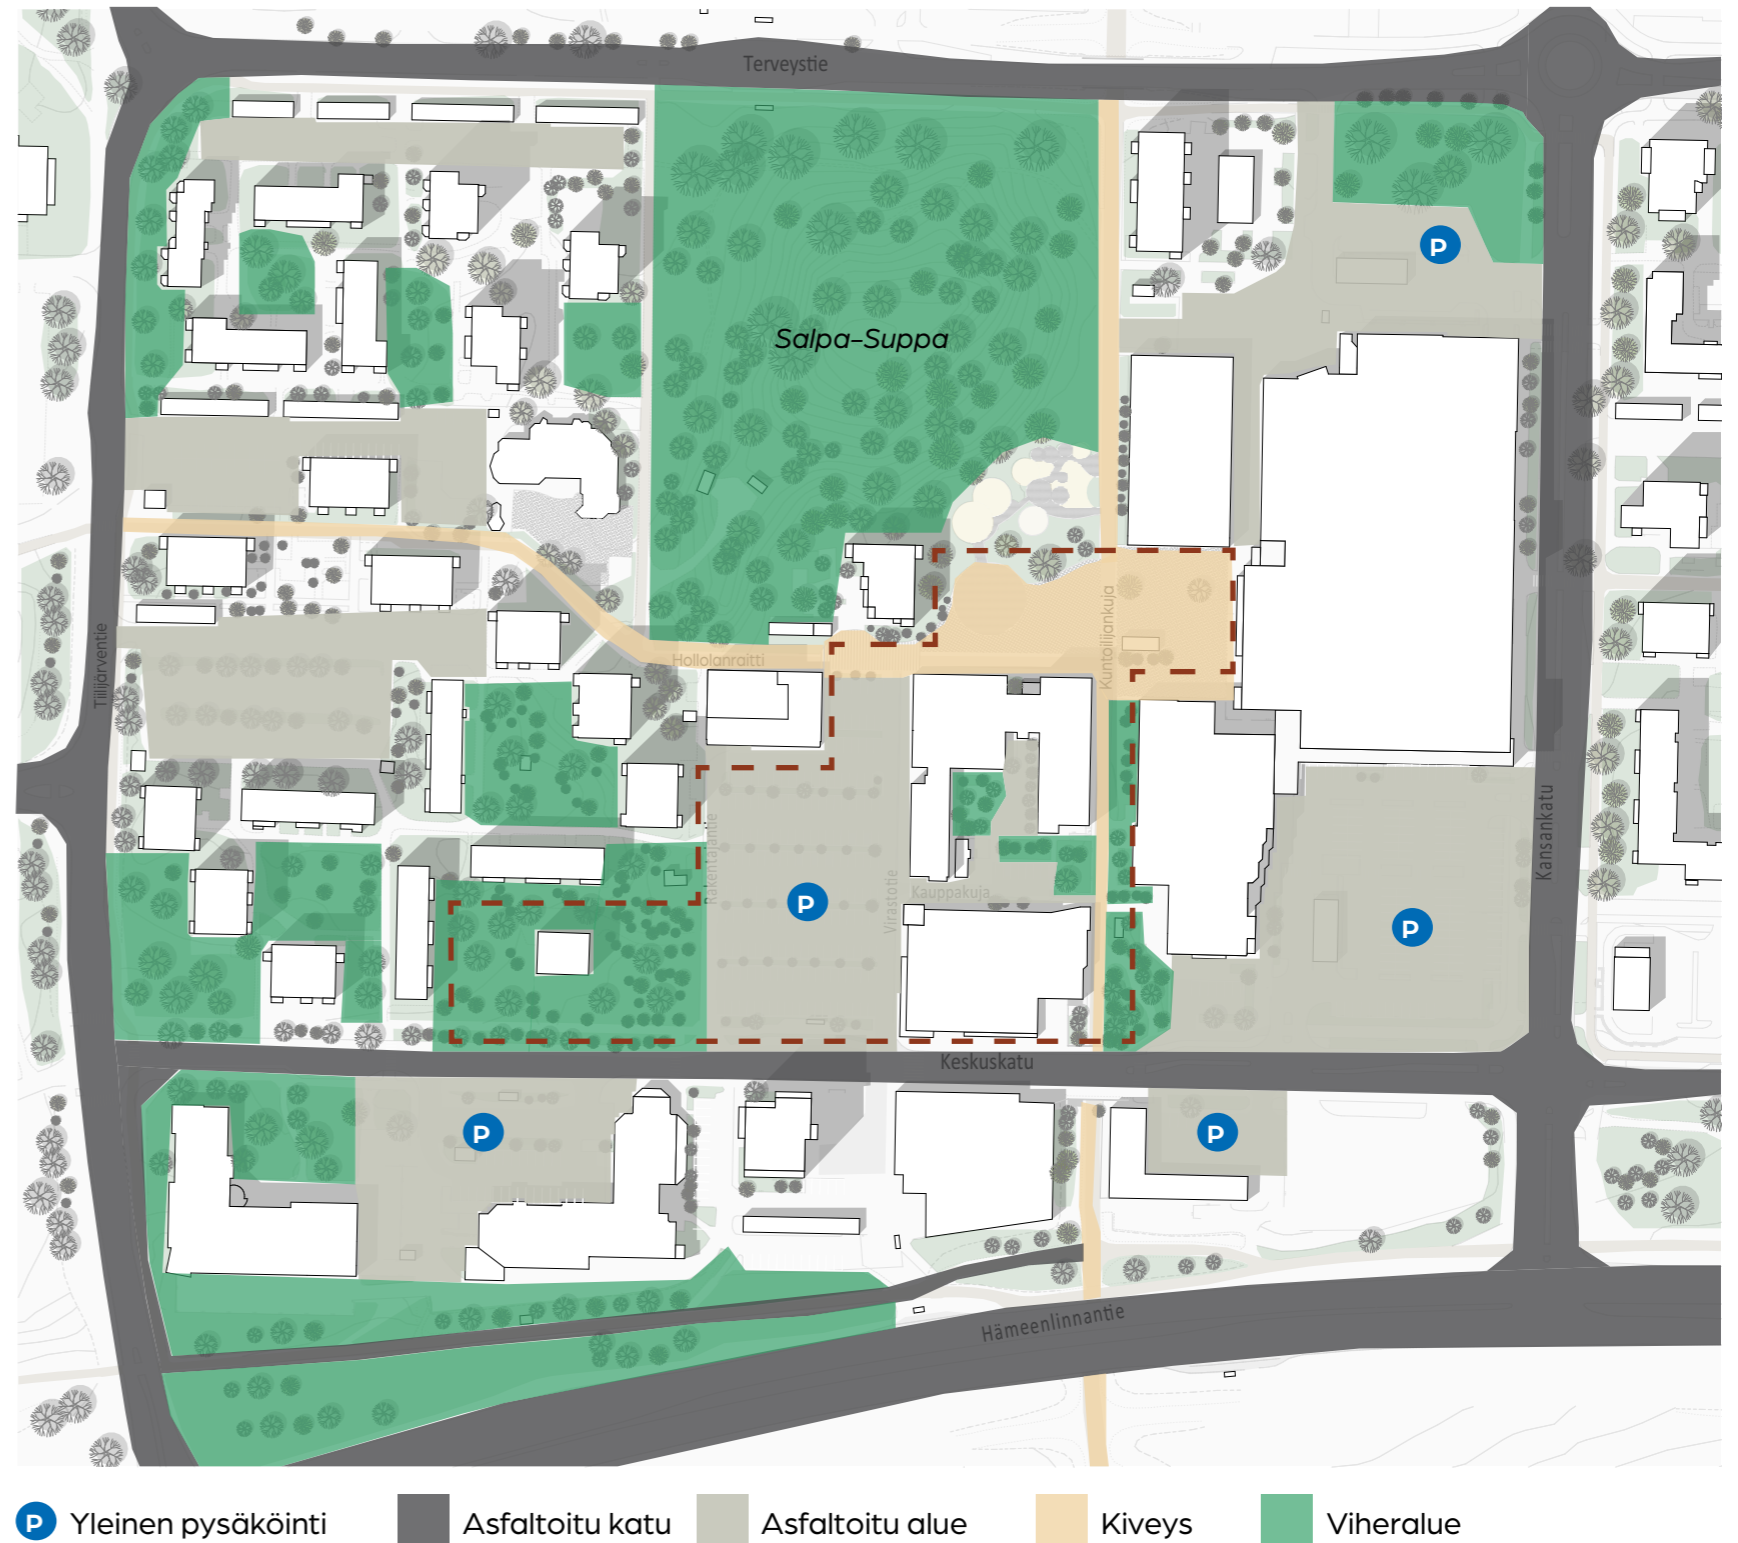 Terveystie
P
Salpa-Suppa
Kuntoilijankuja
Tiilijärventie
Hollolanraitti
Kansankatu
Rakentajantie
Virastotie
Kauppakuja
P
P
Keskuskatu
P
P
Hämeenlinnantie
P Yleinen pysäköinti
Asfaltoitu katu
Asfaltoitu alue
Kiveys
Viheralue